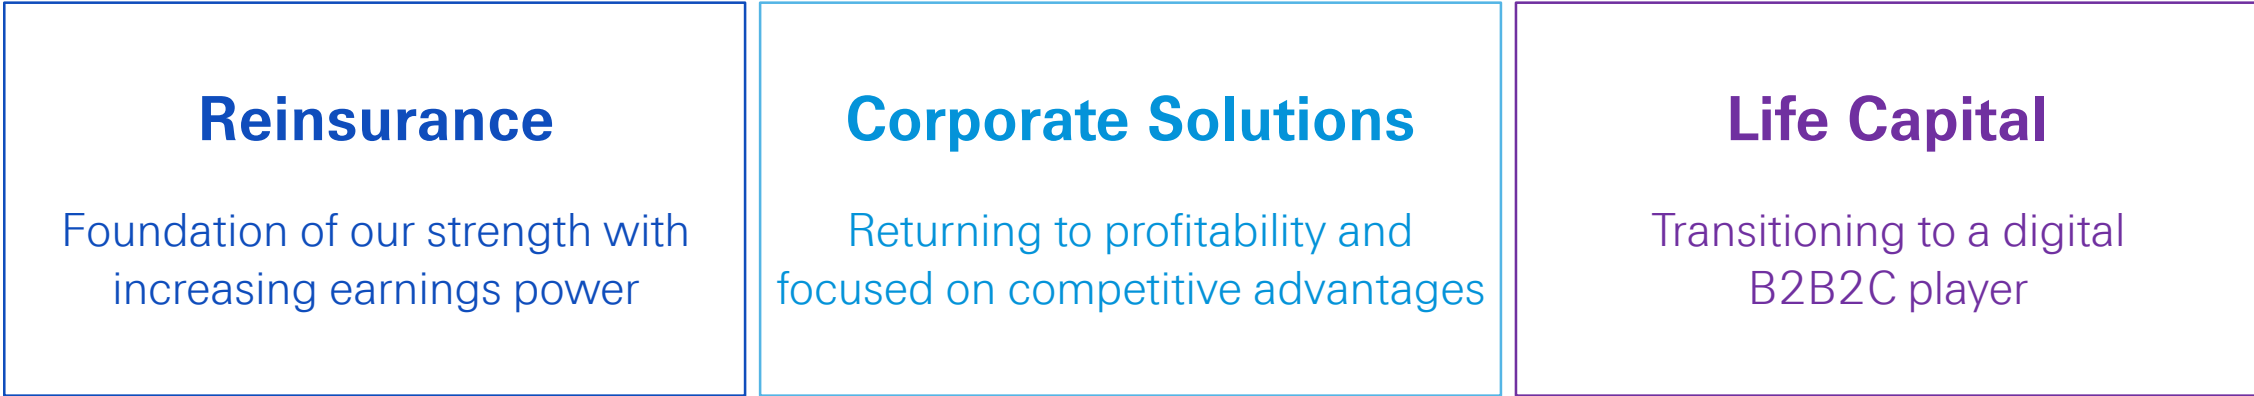 Reinsurance
Foundation of our strength with
increasing earnings power
Corporate Solutions
Returning to profitability and
focused on competitive advantages
Life Capital
Transitioning to a digital
B2B2C player